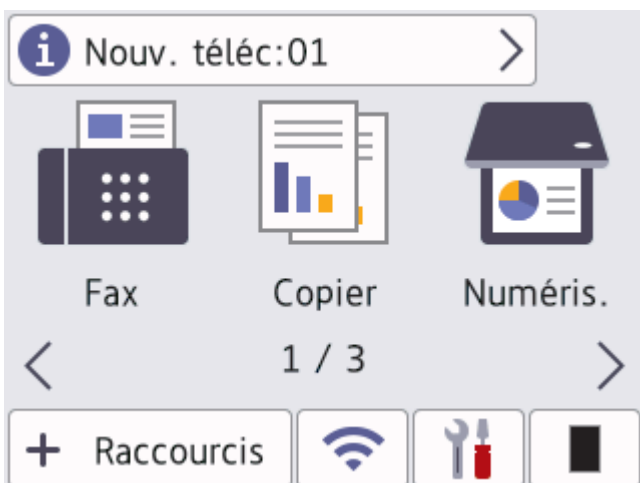 Nouv. téléc:01
Fax Copier Numéris.
1 / 3
+ Raccourcis